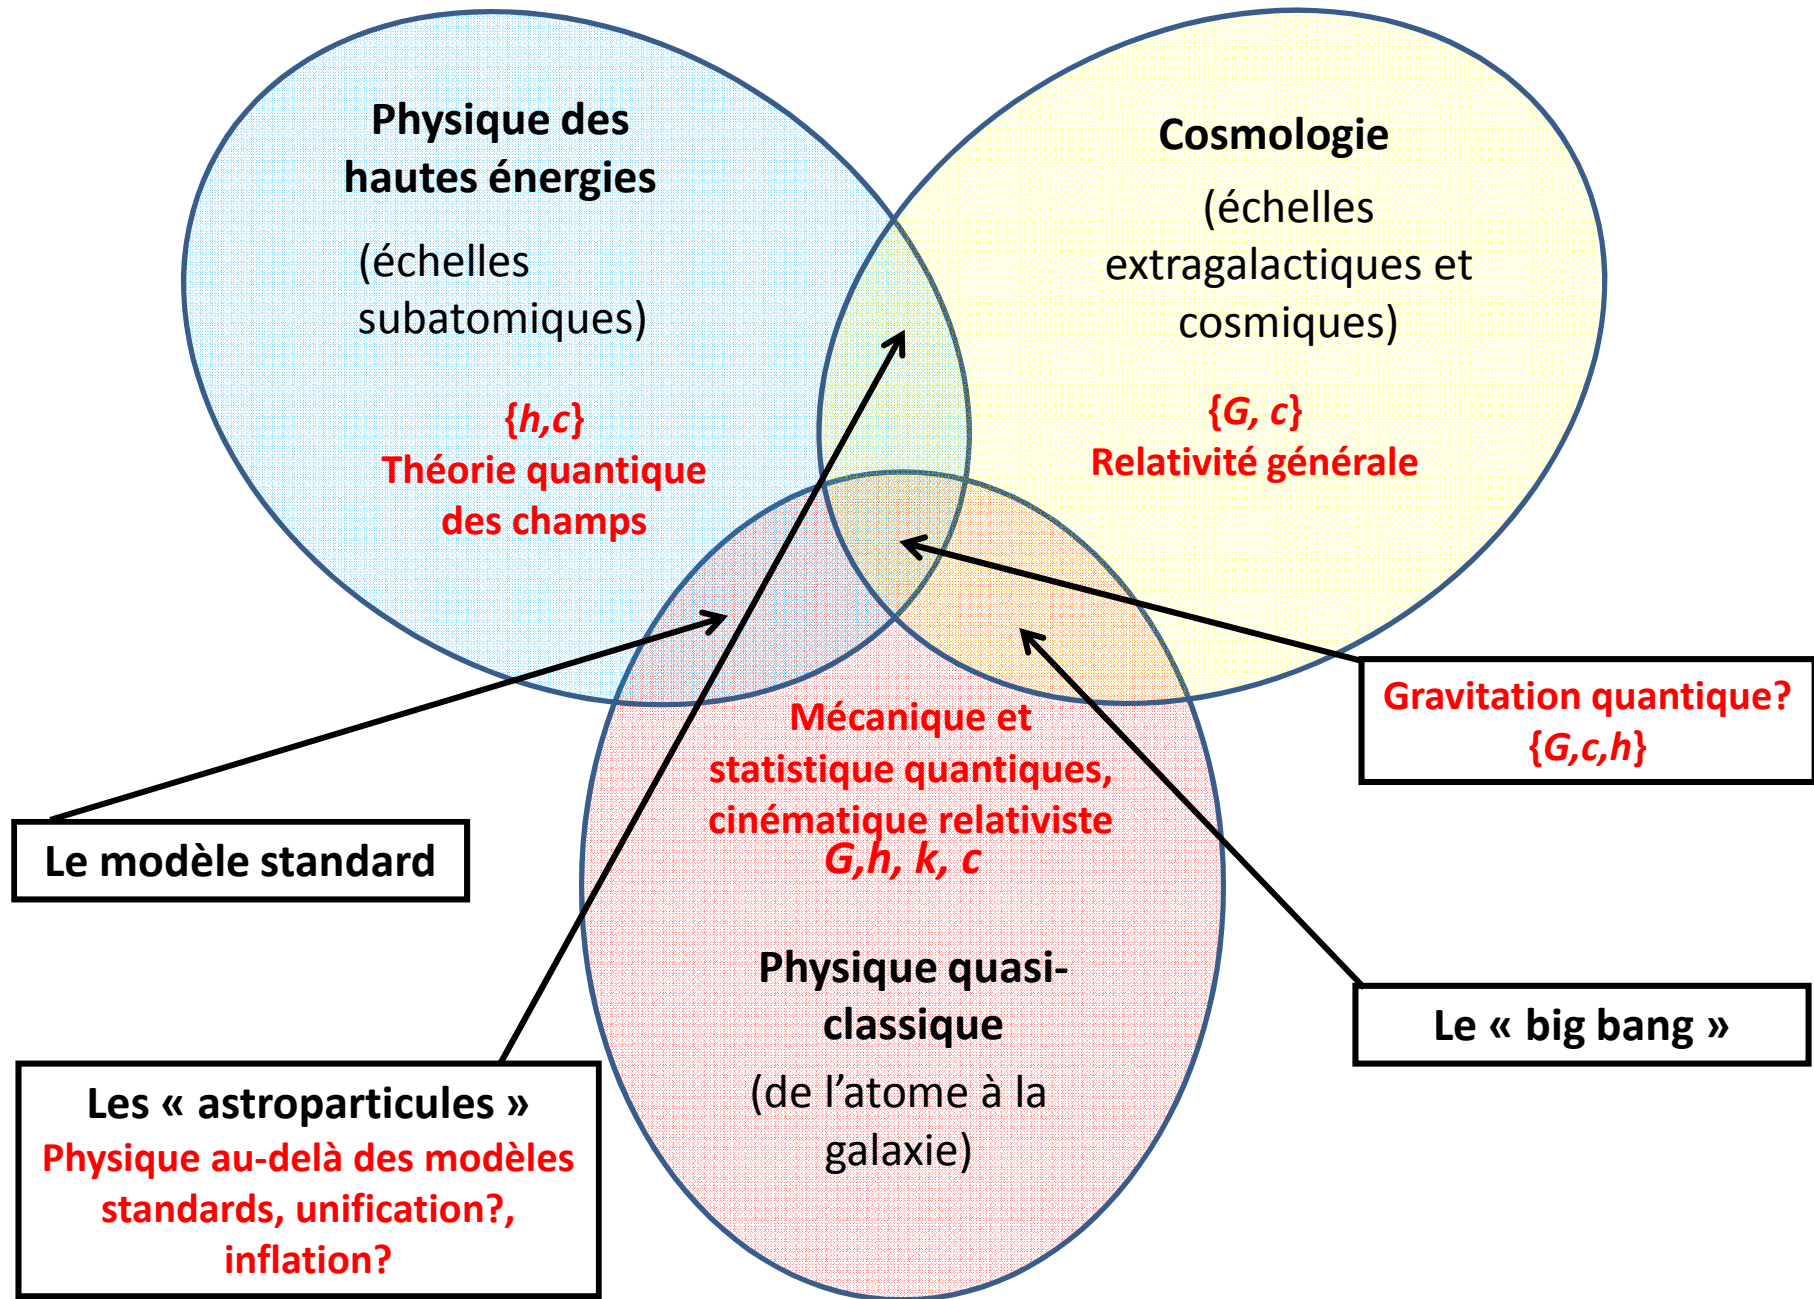 Physique des
hautes énergies
(échelles
subatomiques)
{h,c}
Théorie quantique
des champs
Cosmologie
(échelles
extragalactiques et
cosmiques)
{G, c}
Relativité générale
Mécanique et
statistique quantiques,
cinématique relativiste
G,h, k, c
Physique quasi-
classique
(de l’atome à la
galaxie)
Gravitation quantique?
{G,c,h}
Le modèle standard
Le « big bang »
Les « astroparticules »
Physique au-delà des modèles
standards, unification?,
inflation?